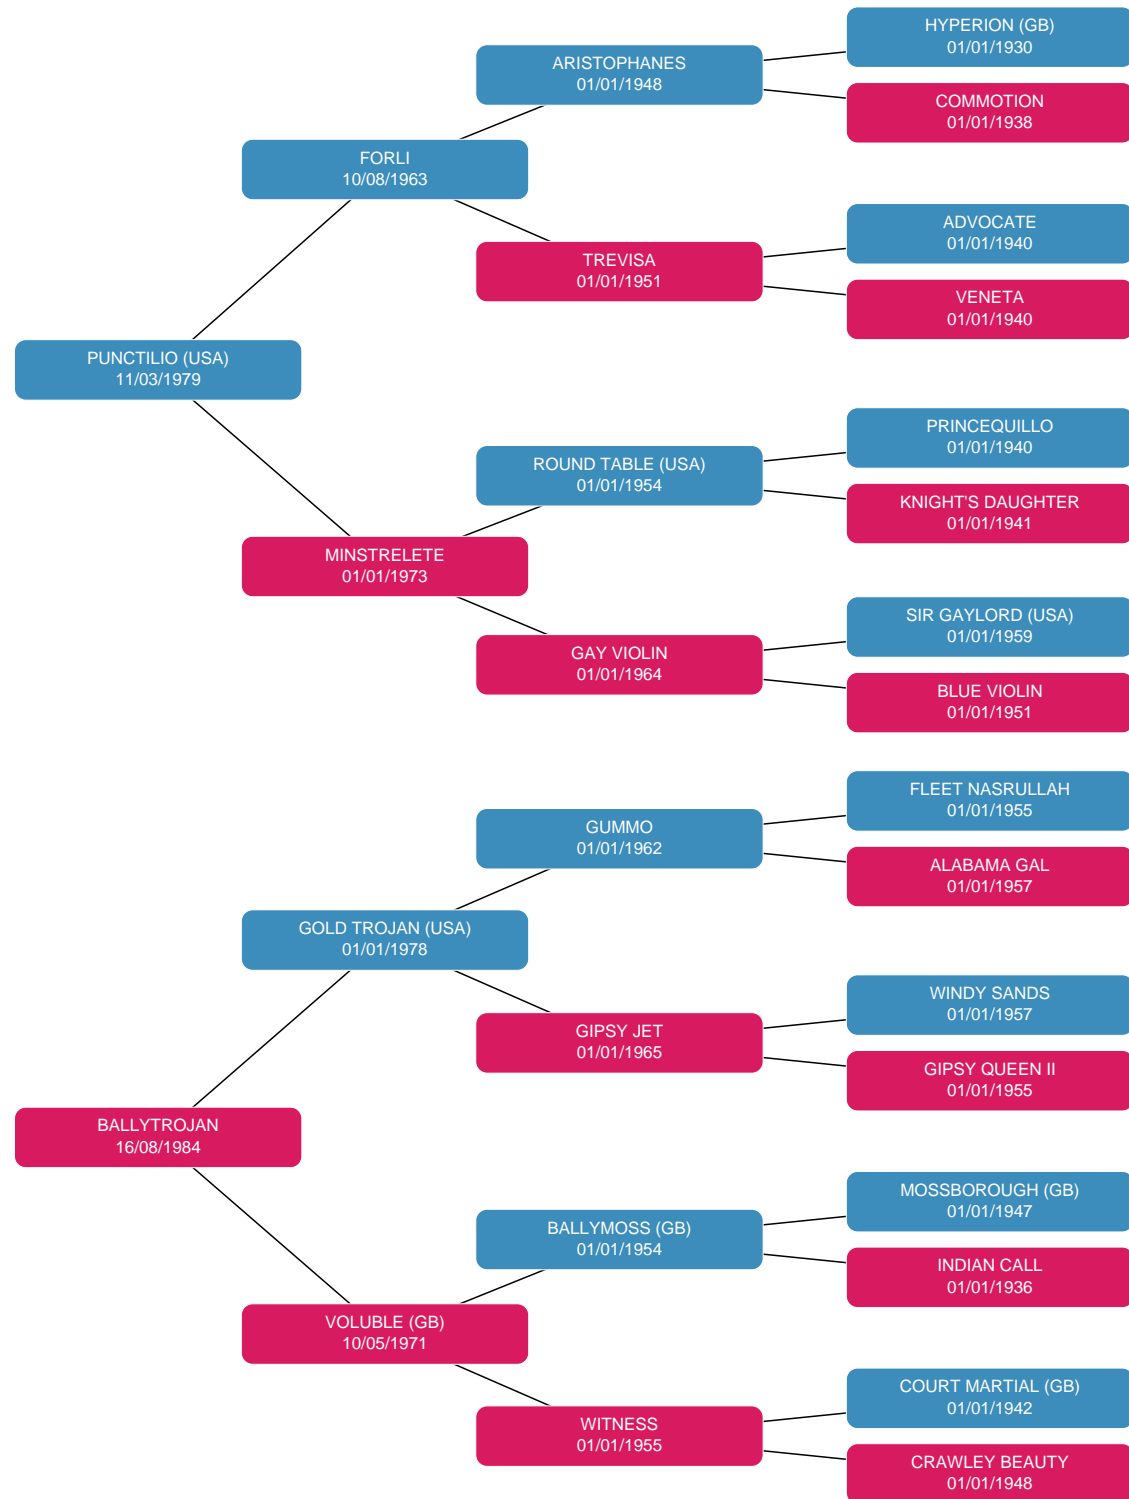 HYPERION (GB)
01/01/1930
ARISTOPHANES
01/01/1948
COMMOTION
01/01/1938
FORLI
10/08/1963
ADVOCATE
01/01/1940
TREVISA
01/01/1951
VENETA
01/01/1940
PUNCTILIO (USA)
11/03/1979
PRINCEQUILLO
01/01/1940
ROUND TABLE (USA)
01/01/1954
KNIGHT'S DAUGHTER
01/01/1941
MINSTRELETE
01/01/1973
SIR GAYLORD (USA)
01/01/1959
GAY VIOLIN
01/01/1964
BLUE VIOLIN
01/01/1951
FLEET NASRULLAH
01/01/1955
GUMMO
01/01/1962
ALABAMA GAL
01/01/1957
GOLD TROJAN (USA)
01/01/1978
WINDY SANDS
01/01/1957
GIPSY JET
01/01/1965
GIPSY QUEEN II
01/01/1955
BALLYTROJAN
16/08/1984
MOSSBOROUGH (GB)
01/01/1947
BALLYMOSS (GB)
01/01/1954
INDIAN CALL
01/01/1936
VOLUBLE (GB)
10/05/1971
COURT MARTIAL (GB)
01/01/1942
WITNESS
01/01/1955
CRAWLEY BEAUTY
01/01/1948